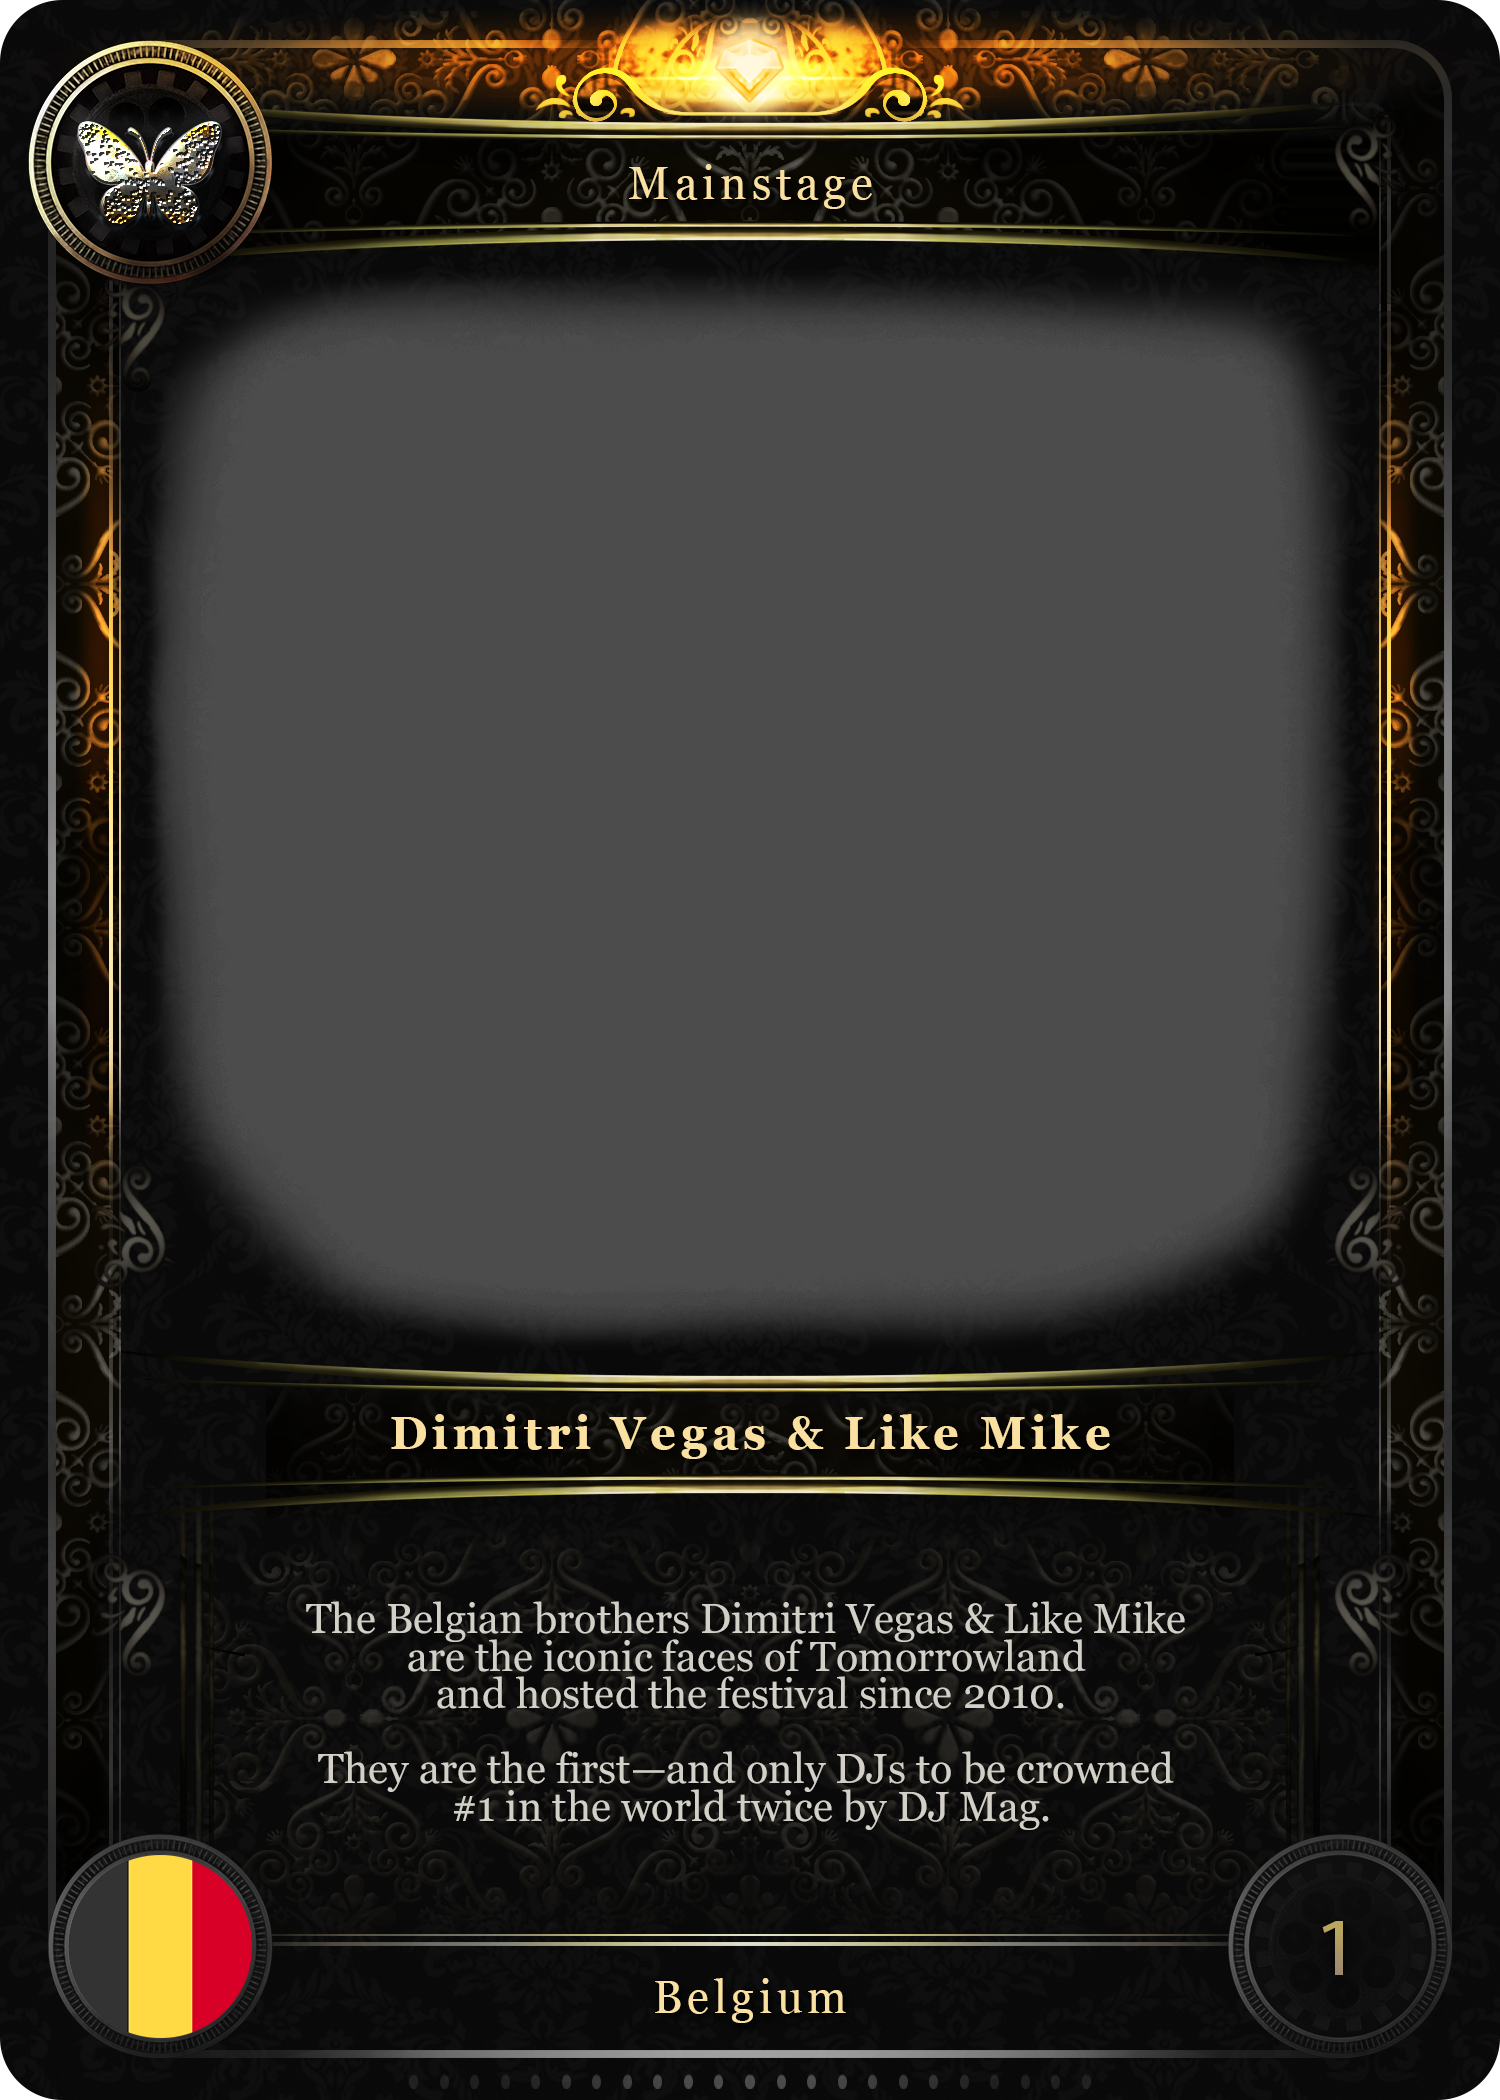 Mainstage
Dimitri Vegas & Like Mike
The Belgian brothers Dimitri Vegas & Like Mike
are the iconic faces of Tomorrowland
and hosted the festival since 2010.
They are the first—and only DJs to be crowned
#1 in the world twice by DJ Mag.
1
Belgium